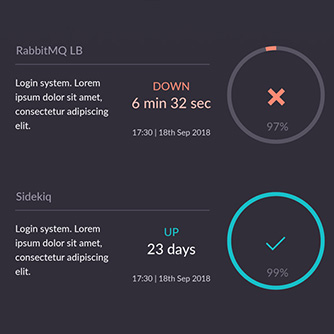 RabbitMQ LB
Login system. Lorem
ipsum dolor sit amet,
consectetur adipiscing
elit.
DOWN
6 min 32 sec
17:30 | 18th Sep 2018
97%
Sidekiq
Login system. Lorem
ipsum dolor sit amet,
consectetur adipiscing
elit.
UP
23 days
17:30 | 18th Sep 2018
99%